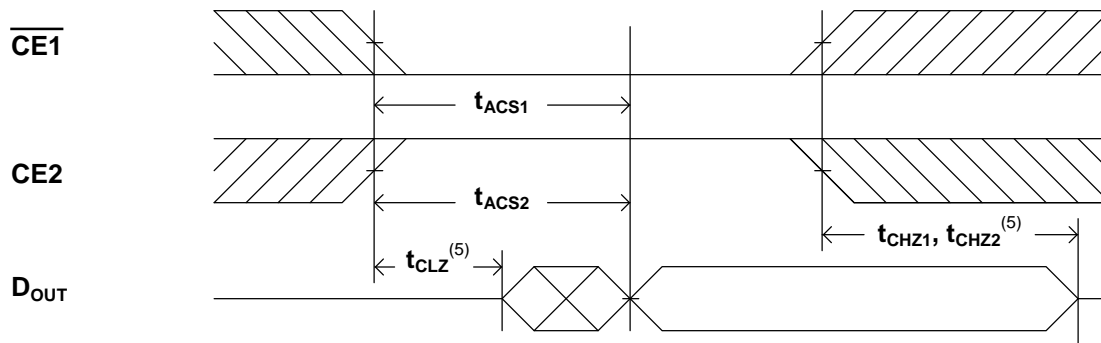 CE1
tACS1
CE2
tACS2
tCHZ1, tCHZ2(5)
tCLZ(5)
DOUT